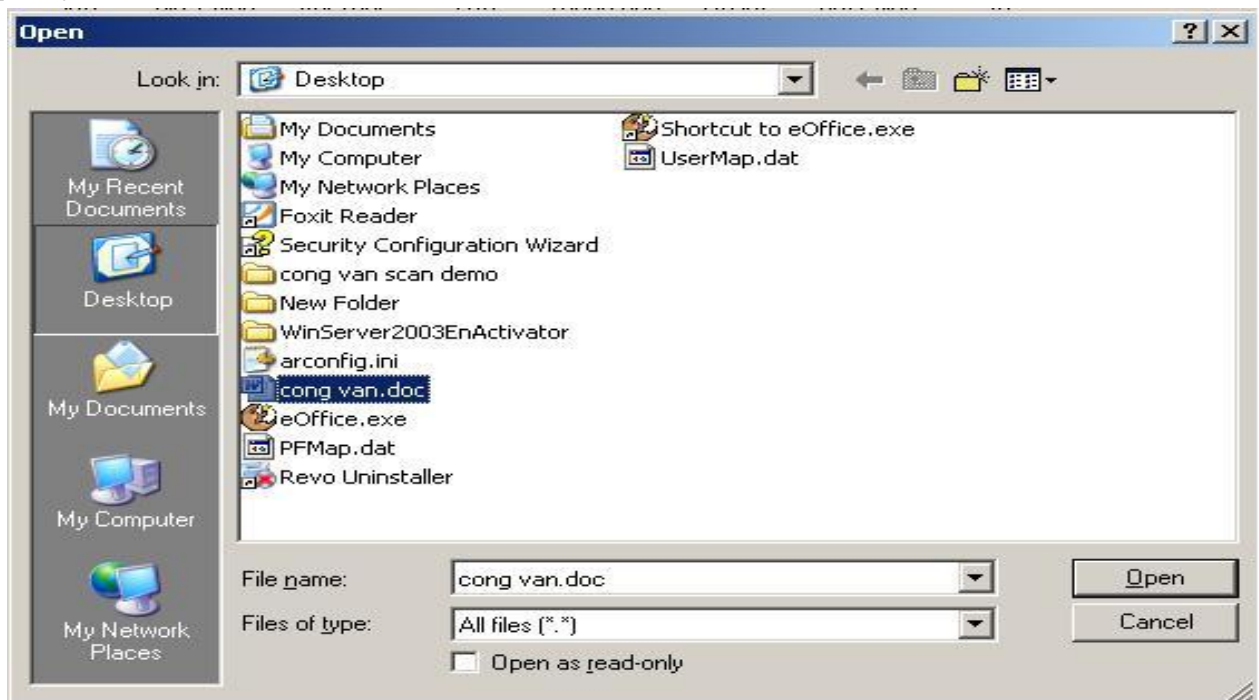 Open
Look in: Desktop
My Recent
Documents
Desktop
My Documents
My Computer
My Network
Places
My Documents
My Computer
My Network Places
Foxit Reader
Security Configuration Wizard
cong van scan demo
New Folder
WinServer2003EnActivator
arconfig.ini
cong van.doc
eOffice.exe
PFMap.dat
Revo Uninstaller
Shortcut to eOffice.exe
UserMap.dat
File name: cong van.doc
Open
Files of type: All files (*.*)
Cancel
Open as read-only